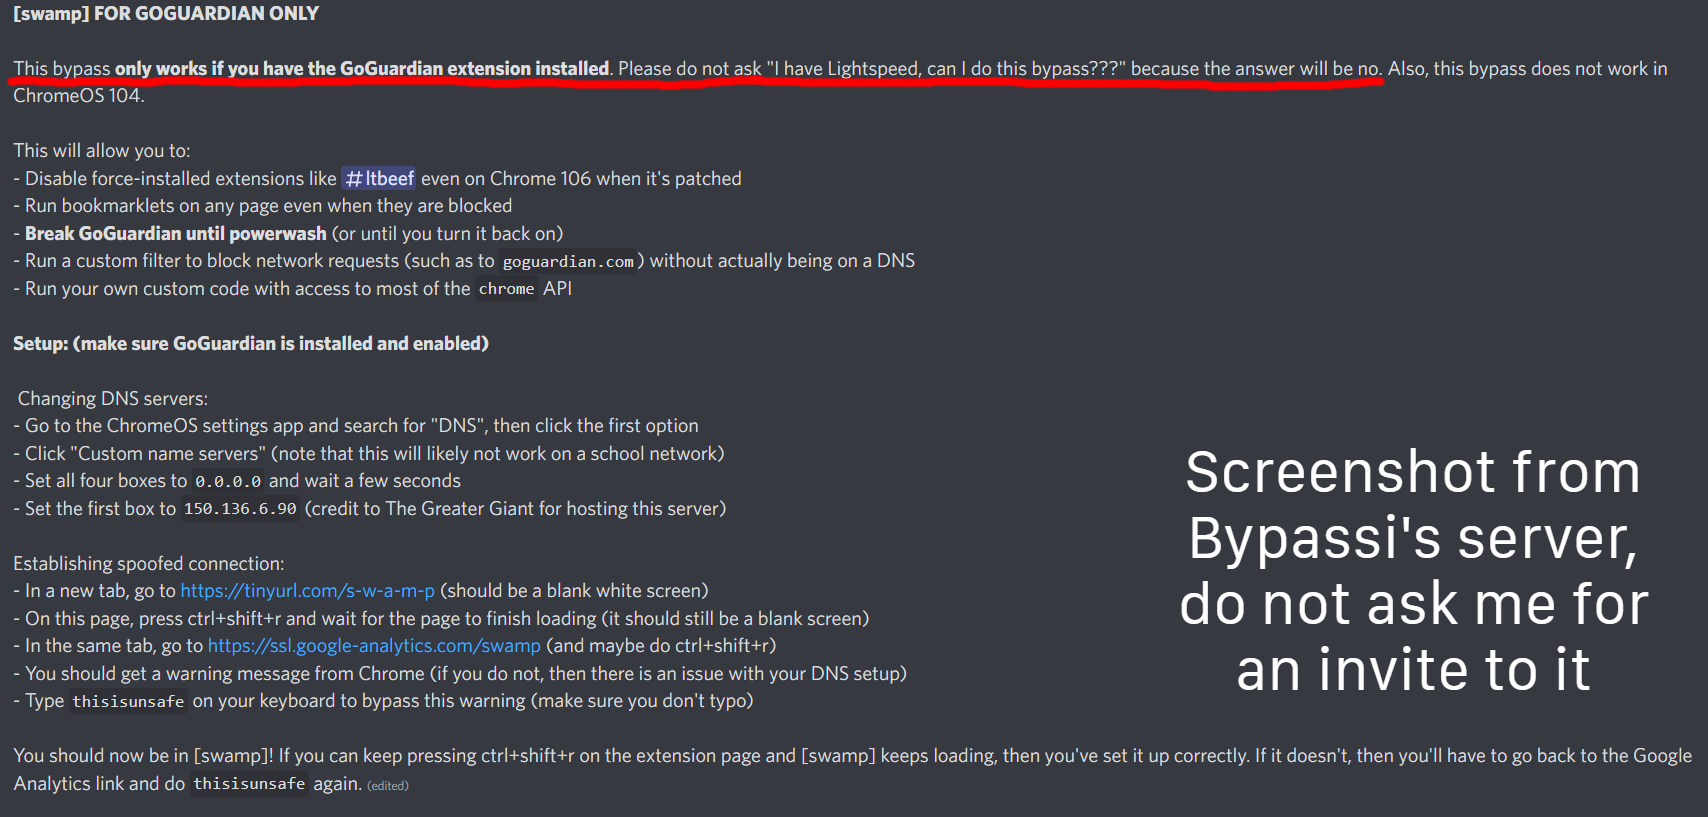 [swamp] FOR GOGUARDIAN ONLY
This bypass only works if you have the GoGuardian extension installed. Please do not ask "I have Lightspeed, can I do this bypass???" because the answer will be no. Also, this bypass does not work in
ChromeOS 104.
This will allow you to:
- Disable force-installed extensions like #ltbeef even on Chrome 106 when it's patched
- Run bookmarklets on any page even when they are blocked
- Break GoGuardian until powerwash (or until you turn it back on)
- Run a custom filter to block network requests (such as to goguardian.com) without actually being on a DNS
- Run your own custom code with access to most of the chrome API
Setup: (make sure GoGuardian is installed and enabled)
Changing DNS servers:
- Go to the ChromeOS settings app and search for "DNS", then click the first option
- Click "Custom name servers" (note that this will likely not work on a school network)
- Set all four boxes to 0.0.0.0 and wait a few seconds
- Set the first box to 150.136.6.90 (credit to The Greater Giant for hosting this server)
Establishing spoofed connection:
- In a new tab, go to https://tinyurl.com/s-w-a-m-p (should be a blank white screen)
- On this page, press ctrl+shift+r and wait for the page to finish loading (it should still be a blank screen)
- In the same tab, go to https://ssl.google-analytics.com/swamp (and maybe do ctrl+shift+r)
- You should get a warning message from Chrome (if you do not, then there is an issue with your DNS setup)
- Type thisisunsafe on your keyboard to bypass this warning (make sure you don't typo)
You should now be in [swamp]! If you can keep pressing ctrl+shift+r on the extension page and [swamp] keeps loading, then you've set it up correctly. If it doesn't, then you'll have to go back to the Google
Analytics link and do thisisunsafe again. (edited)
Screenshot from
Bypassi's server,
do not ask me for
an invite to it